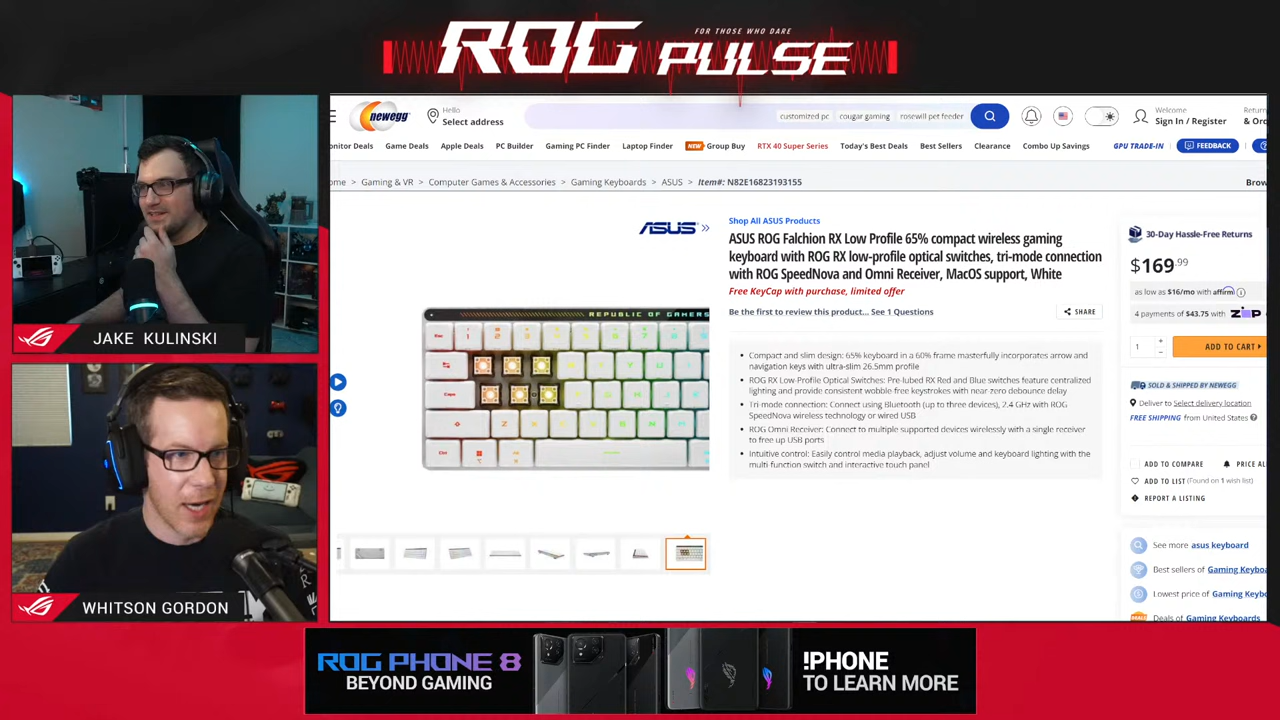 FOR THOSE WHO DARE
ROG PULSE
newegg
Hello
Select address
customized pc
cougar gaming
rosewill pet feeder
Welcome
Sign In / Register
Return
& Or
onitor Deals
Game Deals
Apple Deals
PC Builder
Gaming PC Finder
Laptop Finder
NEW Group Buy
RTX 40 Super Series
Today's Best Deals
Best Sellers
Clearance
Combo Up Savings
GPU TRADE-IN
FEEDBACK
ome > Gaming & VR > Computer Games & Accessories > Gaming Keyboards > ASUS > Item#: N82E16823193155
Brow
ASUS
Shop All ASUS Products
ASUS ROG Falchion RX Low Profile 65% compact wireless gaming
keyboard with ROG RX low-profile optical switches, tri-mode connection
with ROG SpeedNova and Omni Receiver, MacOS support, White
Free KeyCap with purchase, limited offer
Be the first to review this product... See 1 Questions
SHARE
Compact and slim design: 65% keyboard in a 60% frame masterfully incorporates arrow and
navigation keys with ultra-slim 26.5mm profile
ROG RX Low-Profile Optical Switches: Pre-lubed RX Red and Blue switches feature centralized
lighting and provide consistent wobble-free keystrokes with near-zero debounce delay
Tri-mode connection: Connect using Bluetooth (up to three devices), 2.4 GHz with ROG
SpeedNova wireless technology or wired USB
ROG Omni Receiver: Connect to multiple supported devices wirelessly with a single receiver
to free up USB ports
Intuitive control: Easily control media playback, adjust volume and keyboard lighting with the
multi-function switch and interactive touch panel
REPUBLIC OF GAMERS
30-Day Hassle-Free Returns
$169.99
as low as $16/mo with affirm
4 payments of $43.75 with ZIP
1
ADD TO CART
SOLD & SHIPPED BY NEWEGG
Deliver to Select delivery location
FREE SHIPPING from United States
ADD TO COMPARE
PRICE AL
ADD TO LIST (Found on 1 wish list)
REPORT A LISTING
See more asus keyboard
Best sellers of Gaming Keyboa
Lowest price of Gaming Keyb
Deals of Gaming Keyboards
JAKE KULINSKI
WHITSON GORDON
ROG PHONE 8
BEYOND GAMING
!PHONE
TO LEARN MORE